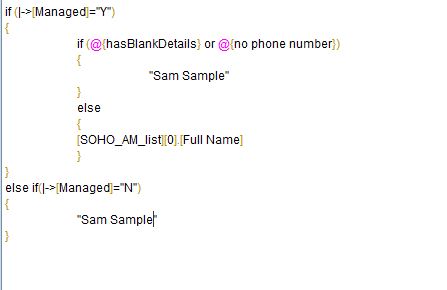 if (|->[Managed]="Y")
{
if (@{hasBlankDetails} or @{no phone number})
{
"Sam Sample"
}
else
{
[SOHO_AM_list][0].[Full Name]
}
}
else if(|->[Managed]="N")
{
"Sam Sample"
}